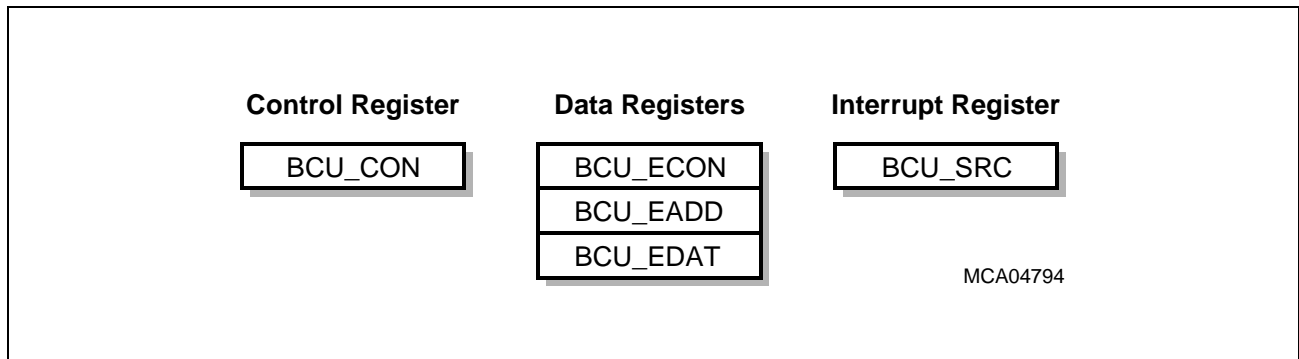 Control Register
Data Registers
Interrupt Register
BCU_CON
BCU_ECON
BCU_SRC
BCU_EADD
BCU_EDAT
MCA04794